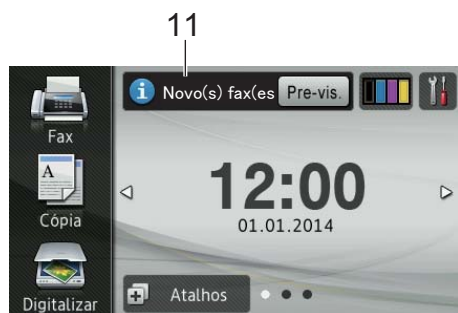 11
Novo(s) fax(es Pre-vis.
Fax
A
12:00
Cópia
01.01.2014
Atalhos
Digitalizar